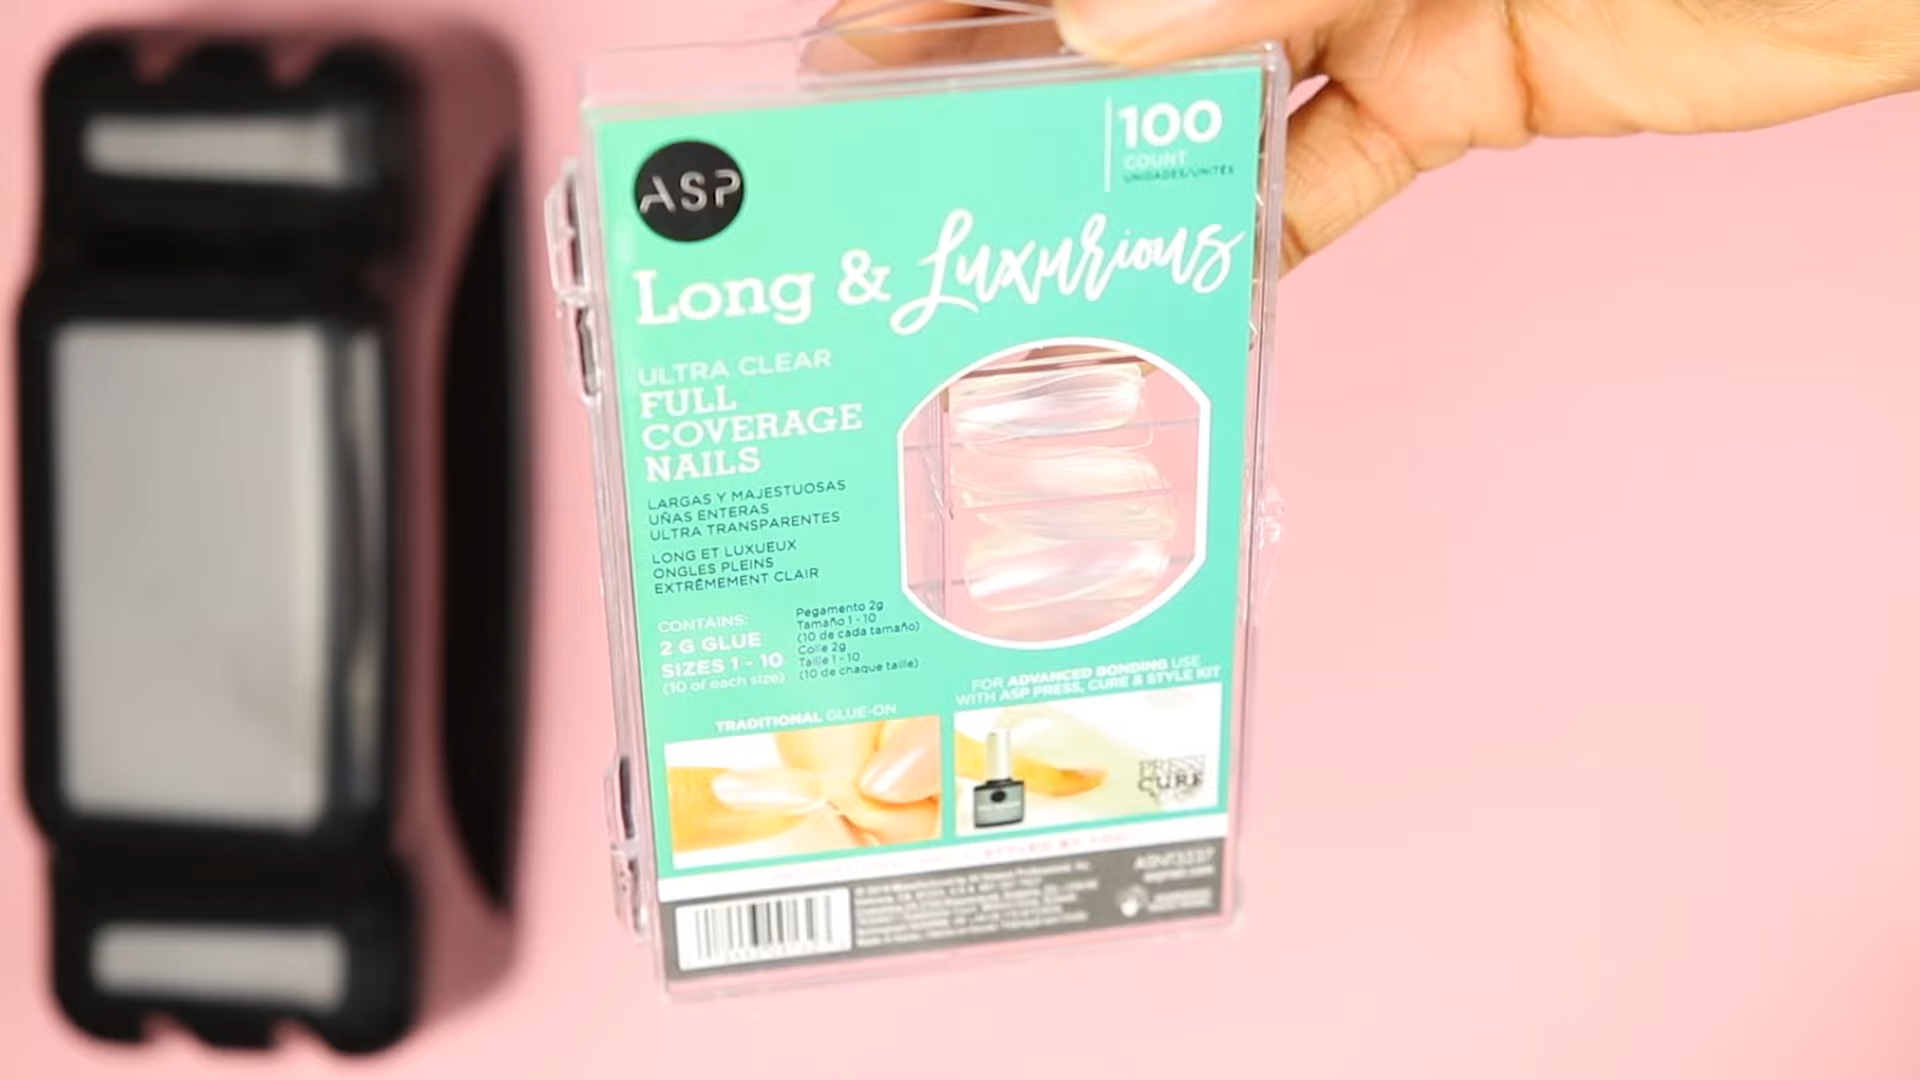 ASP
100
COUNT
UNIDADES/UNITÉS
Long & Luxurious
ULTRA CLEAR
FULL
COVERAGE
NAILS
LARGAS Y MAJESTUOSAS
UÑAS ENTERAS
ULTRA TRANSPARENTES
LONG ET LUXUEUX
ONGLES PLEINS
EXTRÊMEMENT CLAIR
CONTAINS:
2 G GLUE
SIZES 1 - 10
(10 of each size)
Pegamento 2g
Tamaño 1 - 10
(10 de cada tamaño)
Colle 2g
Taille 1 - 10
(10 de chaque taille)
TRADITIONAL GLUE-ON
FOR ADVANCED BONDING USE
WITH ASP PRESS, CURE & STYLE KIT
PRESS
CURE